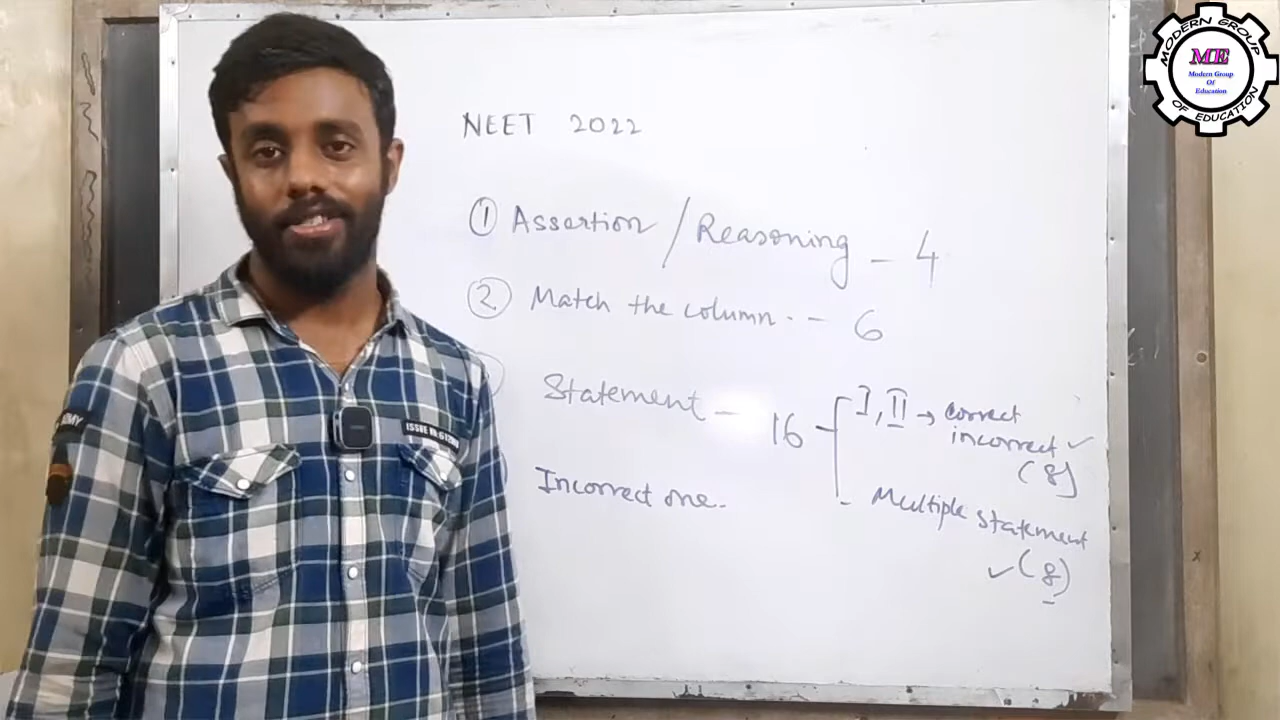 NEET 2022
① Assertion / Reasoning - 4
② Match the column. - 6
Statement - 16
I, II → correct
incorrect ✓
(8)
- Multiple statement
✓ (8)
Incorrect one.
MODERN GROUP
ME
Modern Group
Of
Education
OF EDUCATION
ARMY